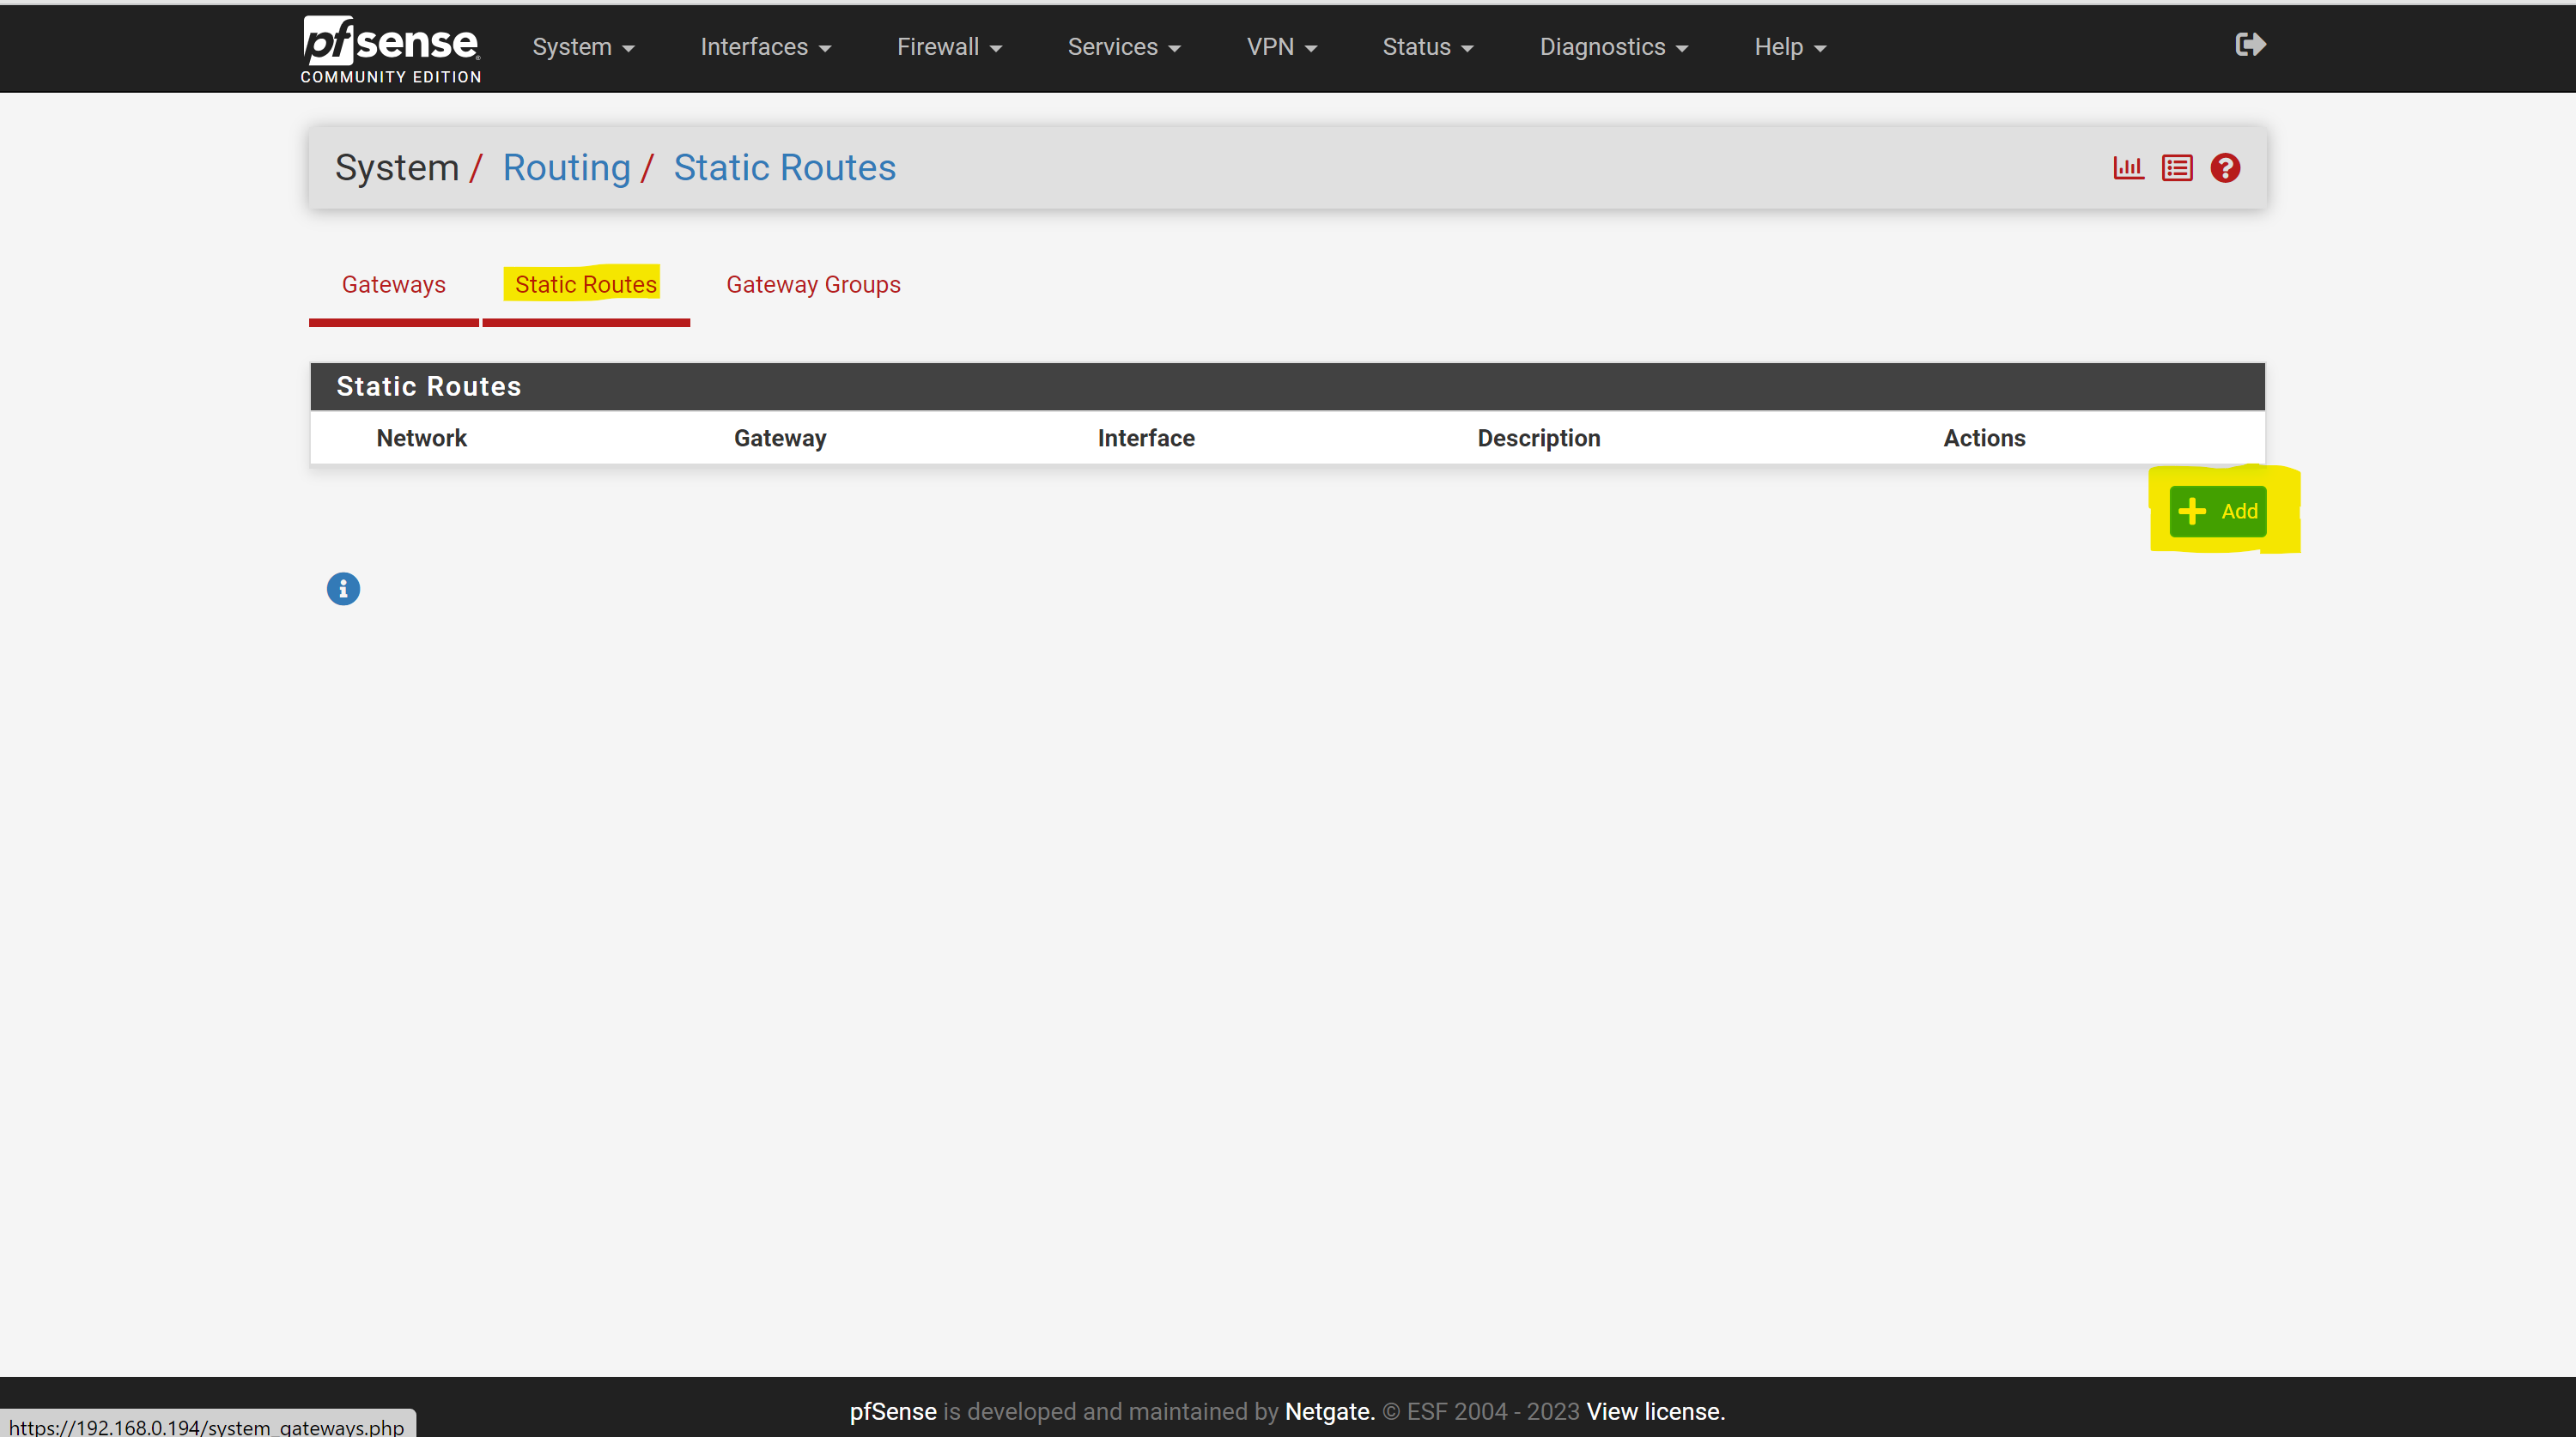 pfsense
COMMUNITY EDITION
System Interfaces Firewall Services VPN Status Diagnostics Help
System / Routing / Static Routes
Gateways Static Routes Gateway Groups
Static Routes
Network Gateway Interface Description Actions
Add
pfSense is developed and maintained by Netgate. © ESF 2004 - 2023 View license.
https://192.168.0.194/system_gateways.php